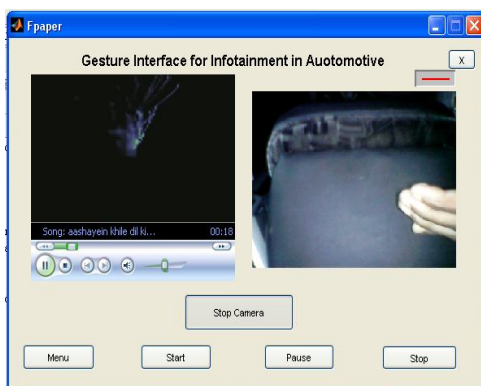 Fpaper
Gesture Interface for Infotainment in Auotomotive
X
Song: aashayein khile dil ki... 00:18
Stop Camera
Menu Start Pause Stop